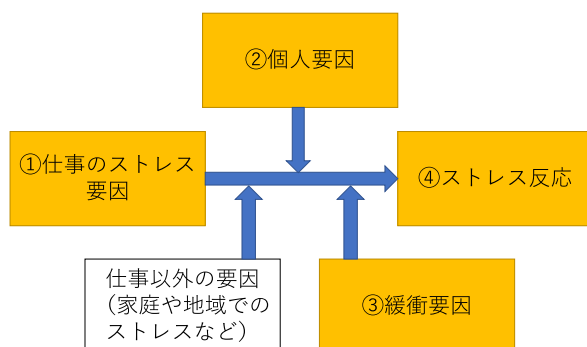 ②個人要因
①仕事のストレス
要因
④ストレス反応
仕事以外の要因
（家庭や地域での
ストレスなど）
③緩衝要因